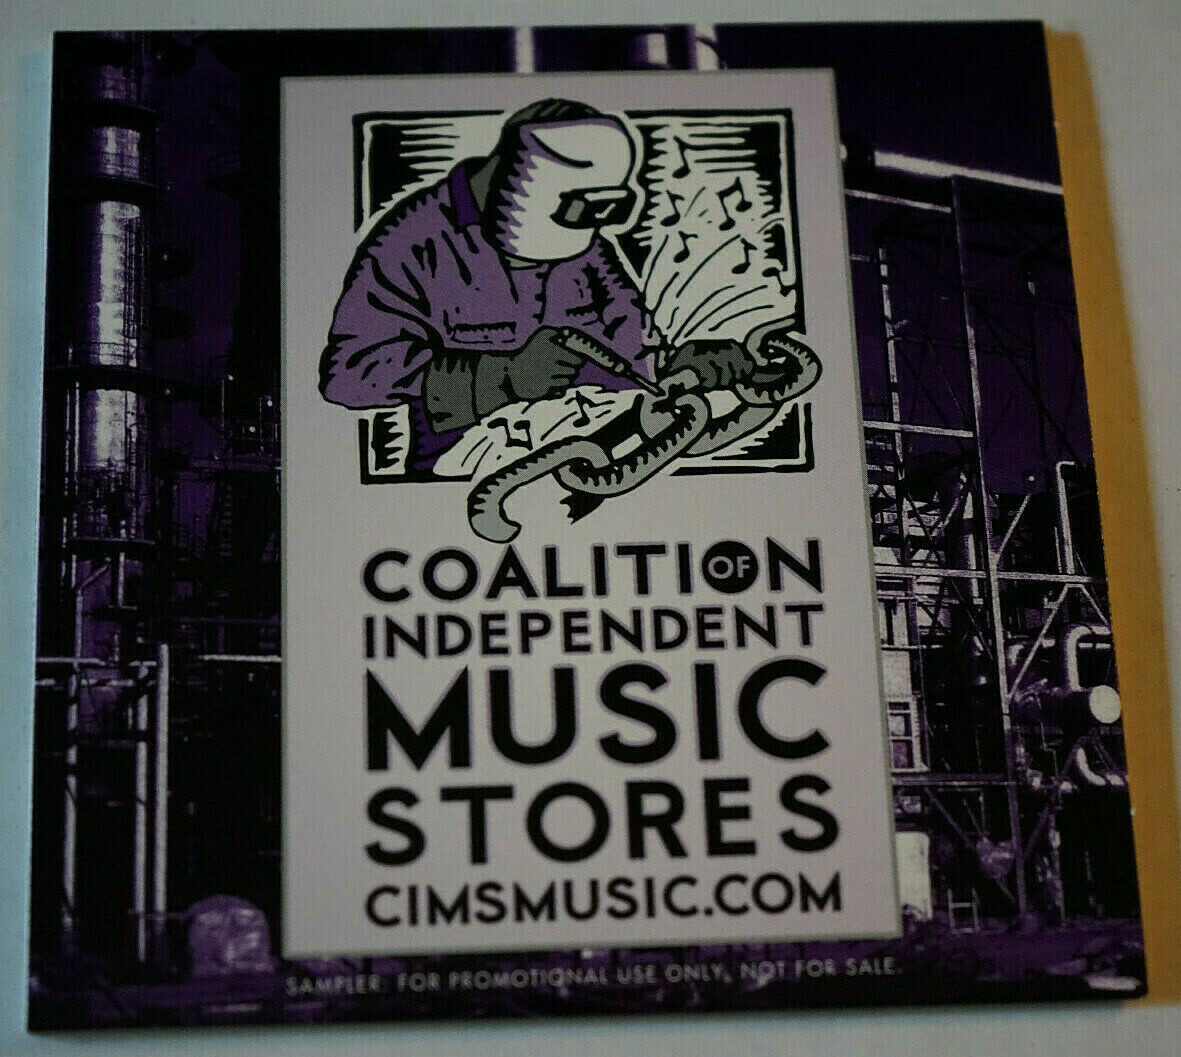 COALITION OF
INDEPENDENT
MUSIC
STORES
CIMSMUSIC.COM
SAMPLER: FOR PROMOTIONAL USE ONLY, NOT FOR SALE.